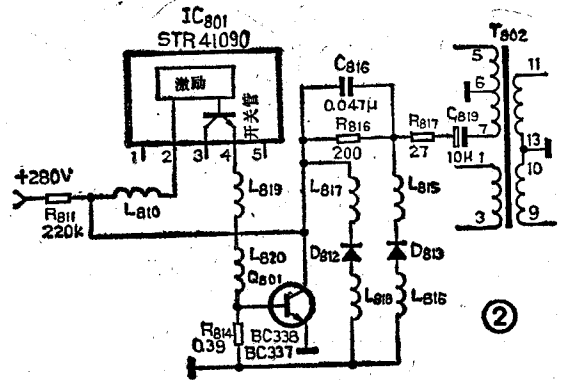 IC801
STR 41090
激励
开关管
1 2 3 4 5
+280V
R811
220k
L810
L819
L820
Q801
R814
0.39
BC338
BC337
C816
0.047μ
R816
200
R817
27
C819
10μ
L817
L815
D812
D813
L818
L816
T802
5
6
7
1
3
11
13
10
9
②